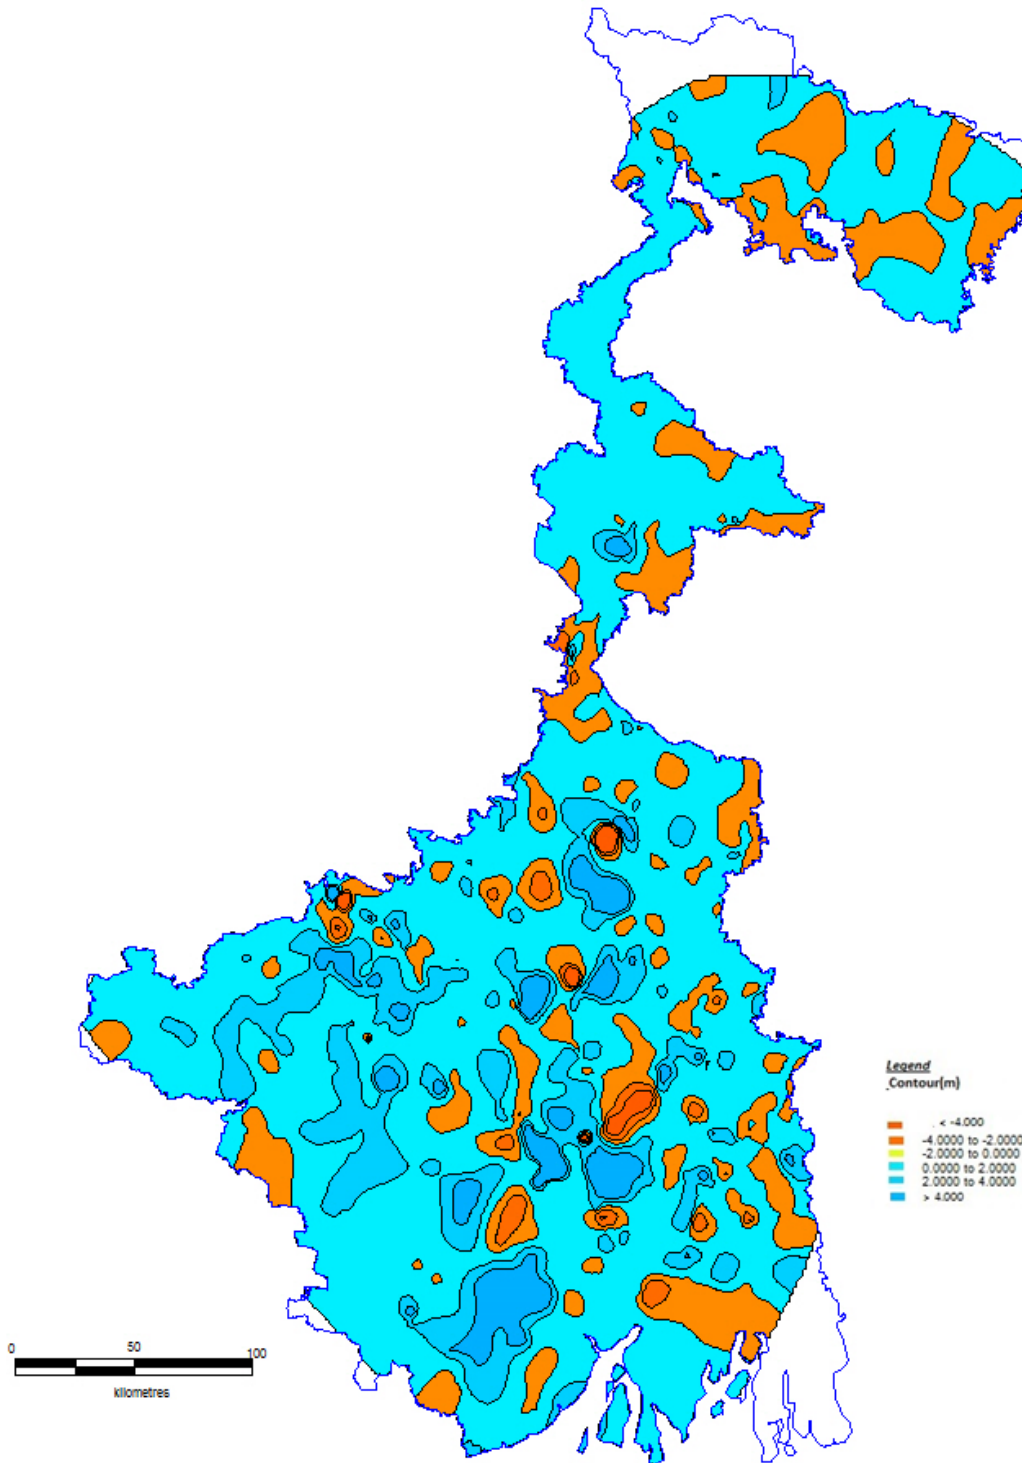 Legend
.Contour(m)
. < -4.000
-4.0000 to -2.0000
-2.0000 to 0.0000
0.0000 to 2.0000
2.0000 to 4.0000
> 4.000
0 50 100
kilometres